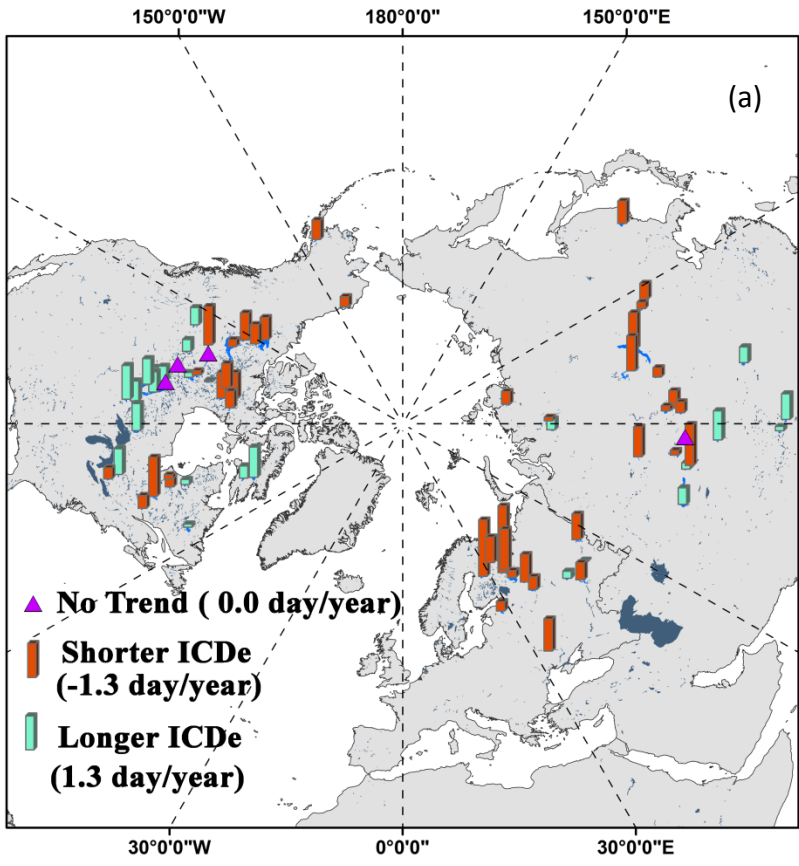 150°0'0"W 180°0'0" 150°0'0"E
(a)
No Trend ( 0.0 day/year)
Shorter ICDe
(-1.3 day/year)
Longer ICDe
(1.3 day/year)
30°0'0"W 0°0'0" 30°0'0"E